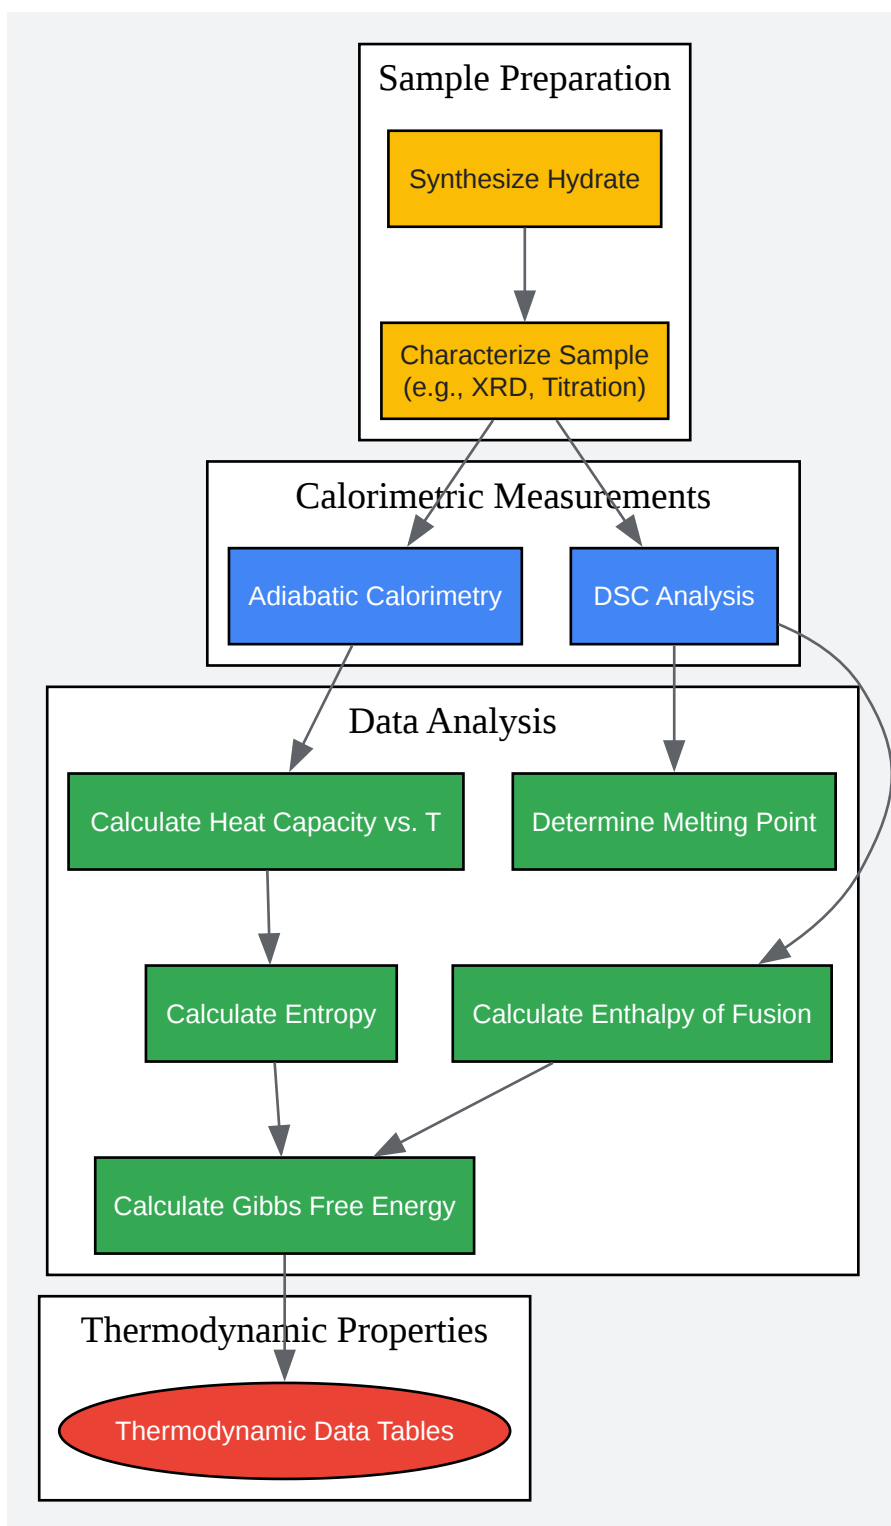 Sample Preparation
Synthesize Hydrate
Characterize Sample
(e.g., XRD, Titration)
Calorimetric Measurements
Adiabatic Calorimetry
DSC Analysis
Data Analysis
Calculate Heat Capacity vs. T
Determine Melting Point
Calculate Entropy
Calculate Enthalpy of Fusion
Calculate Gibbs Free Energy
Thermodynamic Properties
Thermodynamic Data Tables